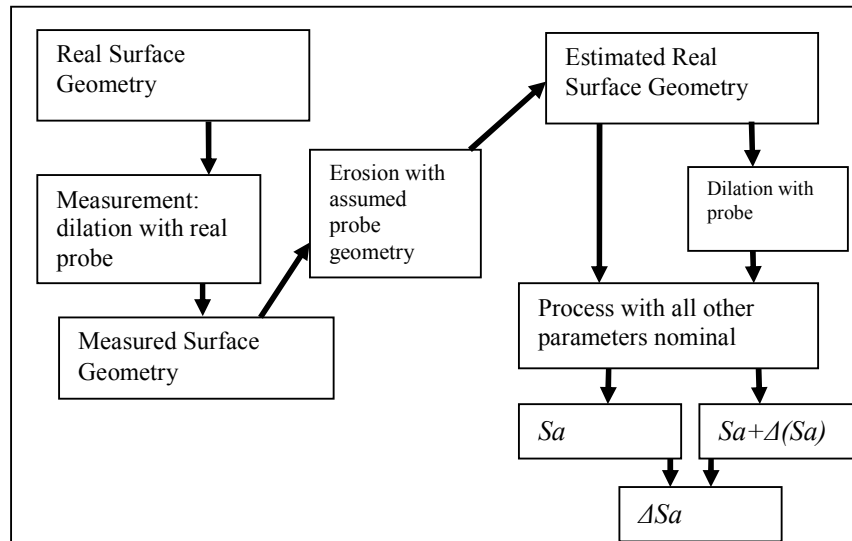 Real Surface
Geometry
Measurement:
dilation with real
probe
Measured Surface
Geometry
Erosion with
assumed
probe
geometry
Estimated Real
Surface Geometry
Dilation with
probe
Process with all other
parameters nominal
Sa
Sa+Δ(Sa)
ΔSa